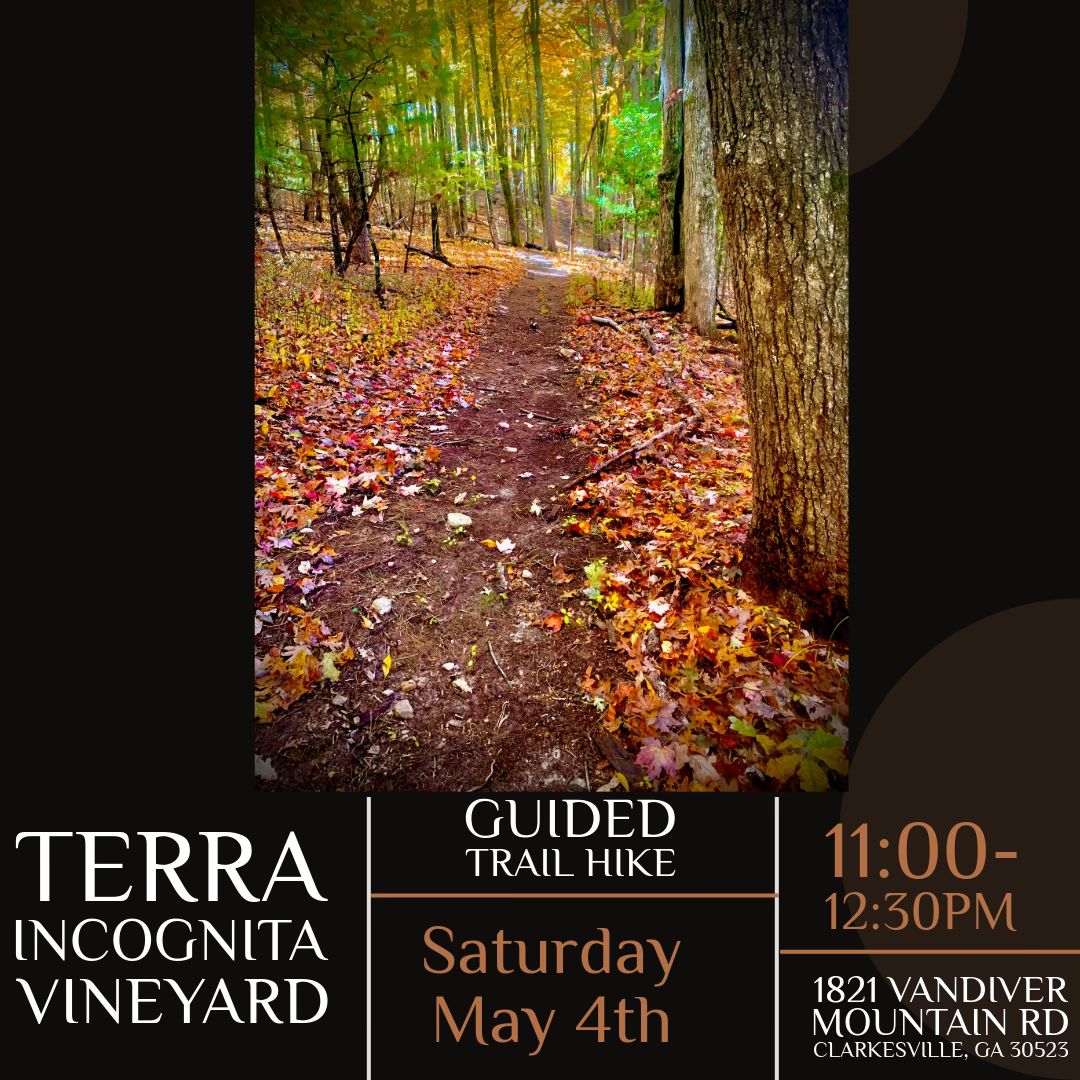 TERRA
INCOGNITA
VINEYARD
GUIDED
TRAIL HIKE
Saturday
May 4th
11:00-
12:30PM
1821 VANDIVER
MOUNTAIN RD
CLARKESVILLE, GA 30523